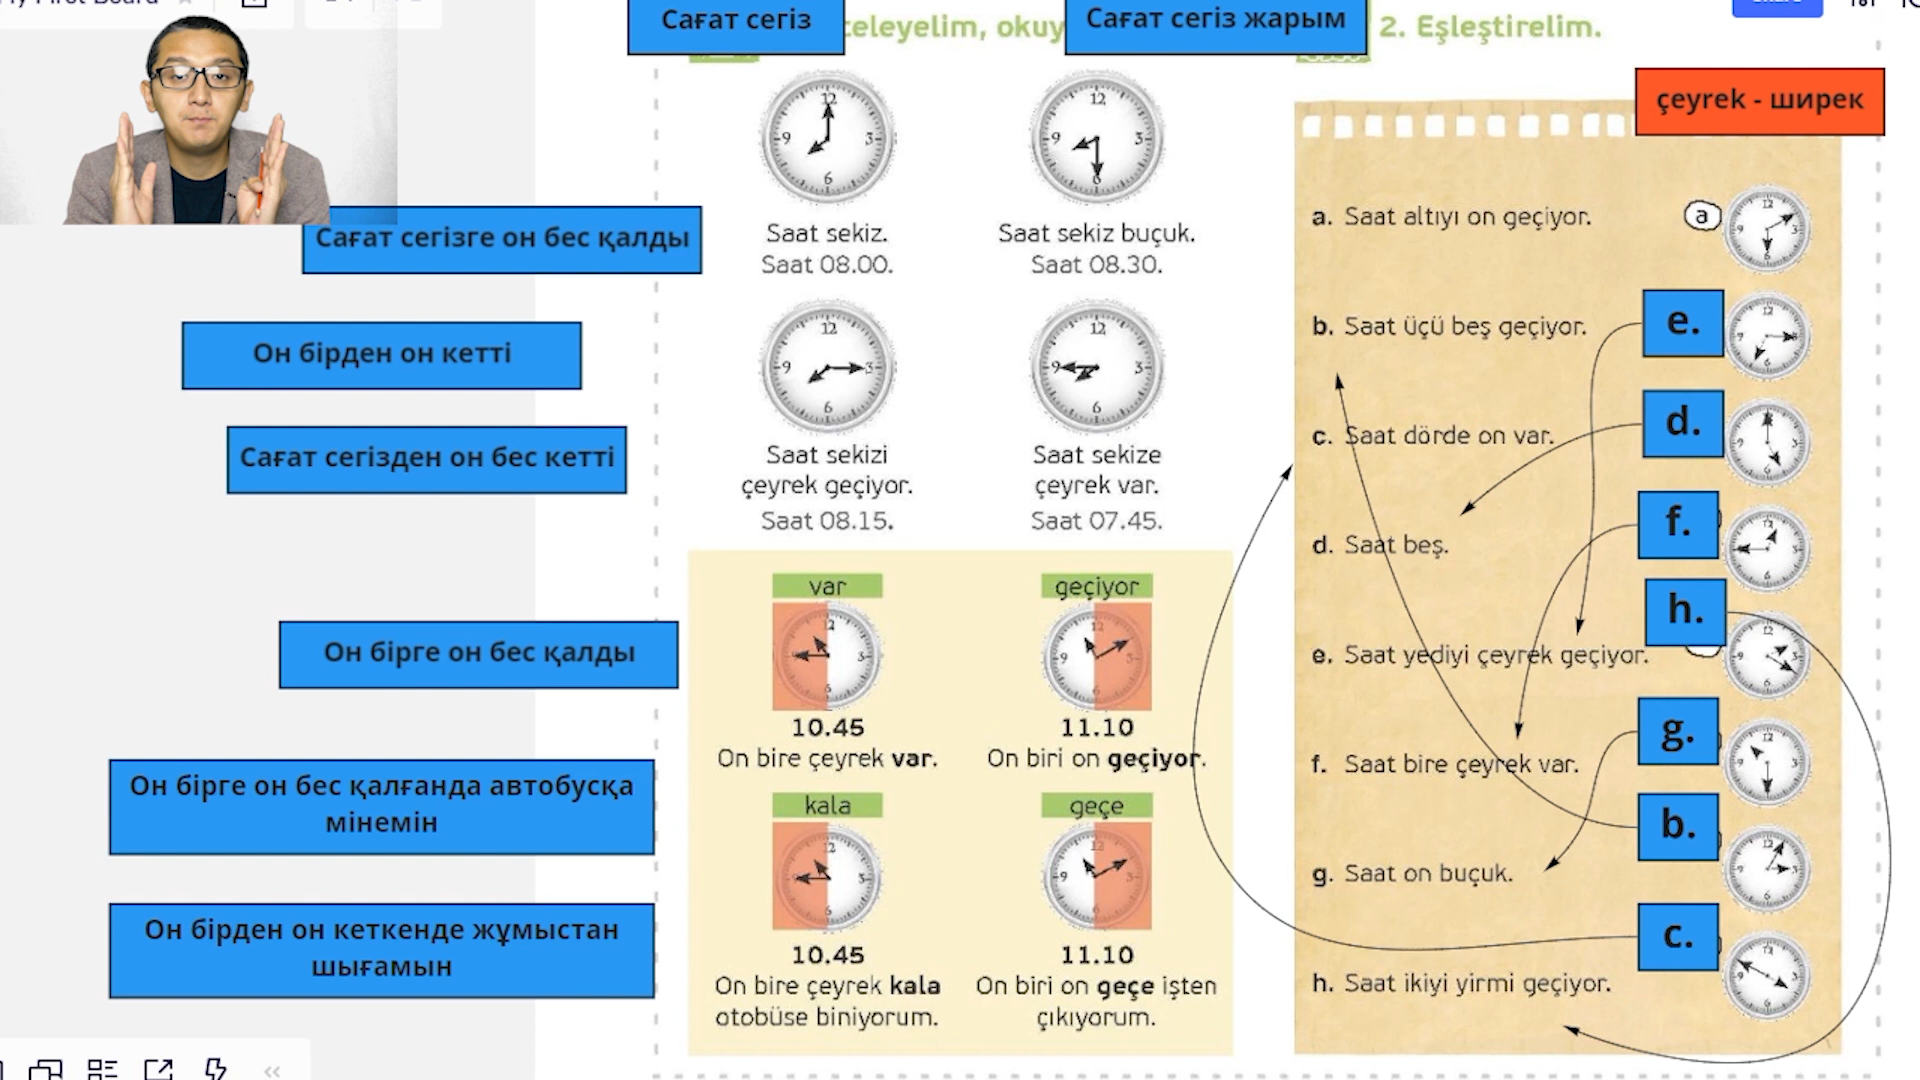 My First Board
Сағат сегіз
celeyelim,
Сағат сегіз жарым
2. Eşleştirelim.
çeyrek - ширек
Saat sekiz.
Saat 08.00.
Saat sekiz buçuk.
Saat 08.30.
Сағат сегізге он бес қалды
Он бірден он кетті
Сағат сегізден он бес кетті
Saat sekizi
çeyrek geçiyor.
Saat 08.15.
Saat sekize
çeyrek var.
Saat 07.45.
Он бірге он бес қалды
Он бірге он бес қалғанда автобусқа
мінемін
Он бірден он кеткенде жұмыстан
шығамын
var
10.45
On bire çeyrek var.
geçiyor
11.10
On biri on geçiyor.
kala
10.45
On bire çeyrek kala
otobüse biniyorum.
geçe
11.10
On biri on geçe işten
çıkıyorum.
a. Saat altıyı on geçiyor.
a
b. Saat üçü beş geçiyor.
e.
c. Saat dörde on var.
d.
d. Saat beş.
f.
h.
e. Saat yediyi çeyrek geçiyor.
g.
f. Saat bire çeyrek var.
b.
g. Saat on buçuk.
c.
h. Saat ikiyi yirmi geçiyor.